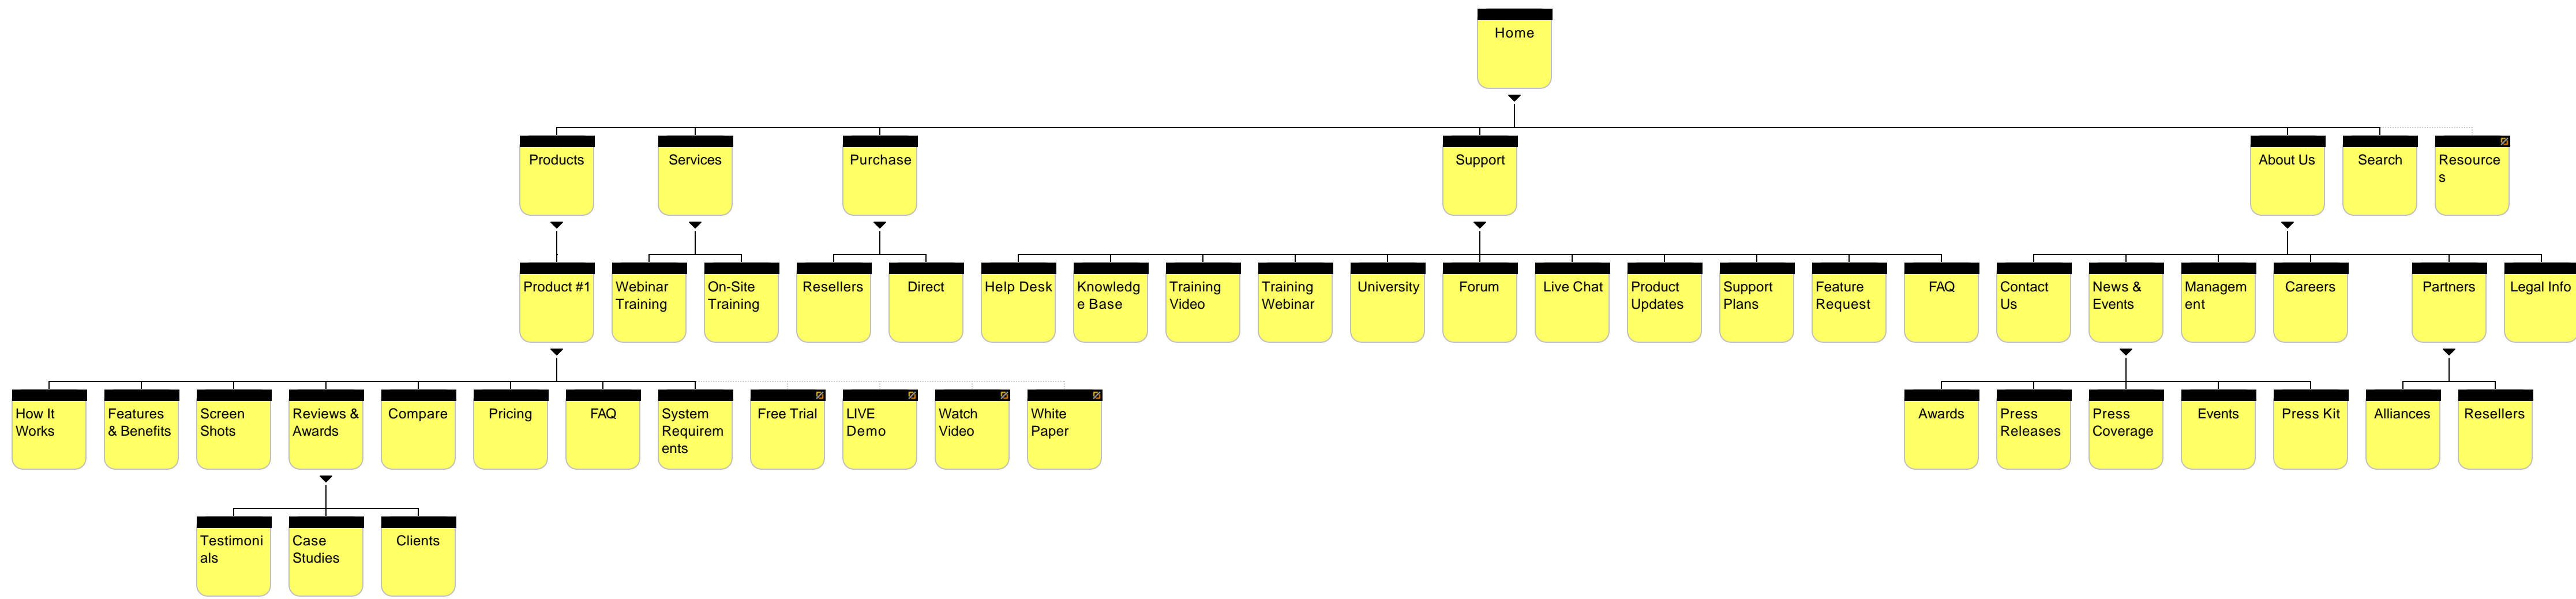 Home
Products
Services
Purchase
Support
About Us
Search
Resource
s
Product #1
Webinar
Training
On-Site
Training
Resellers
Direct
Help Desk
Knowledg
e Base
Training
Video
Training
Webinar
University
Forum
Live Chat
Product
Updates
Support
Plans
Feature
Request
FAQ
Contact
Us
News &
Events
Managem
ent
Careers
Partners
Legal Info
How It
Works
Features
& Benefits
Screen
Shots
Reviews &
Awards
Compare
Pricing
FAQ
System
Requirem
ents
Free Trial
LIVE
Demo
Watch
Video
White
Paper
Awards
Press
Releases
Press
Coverage
Events
Press Kit
Alliances
Resellers
Testimoni
als
Case
Studies
Clients